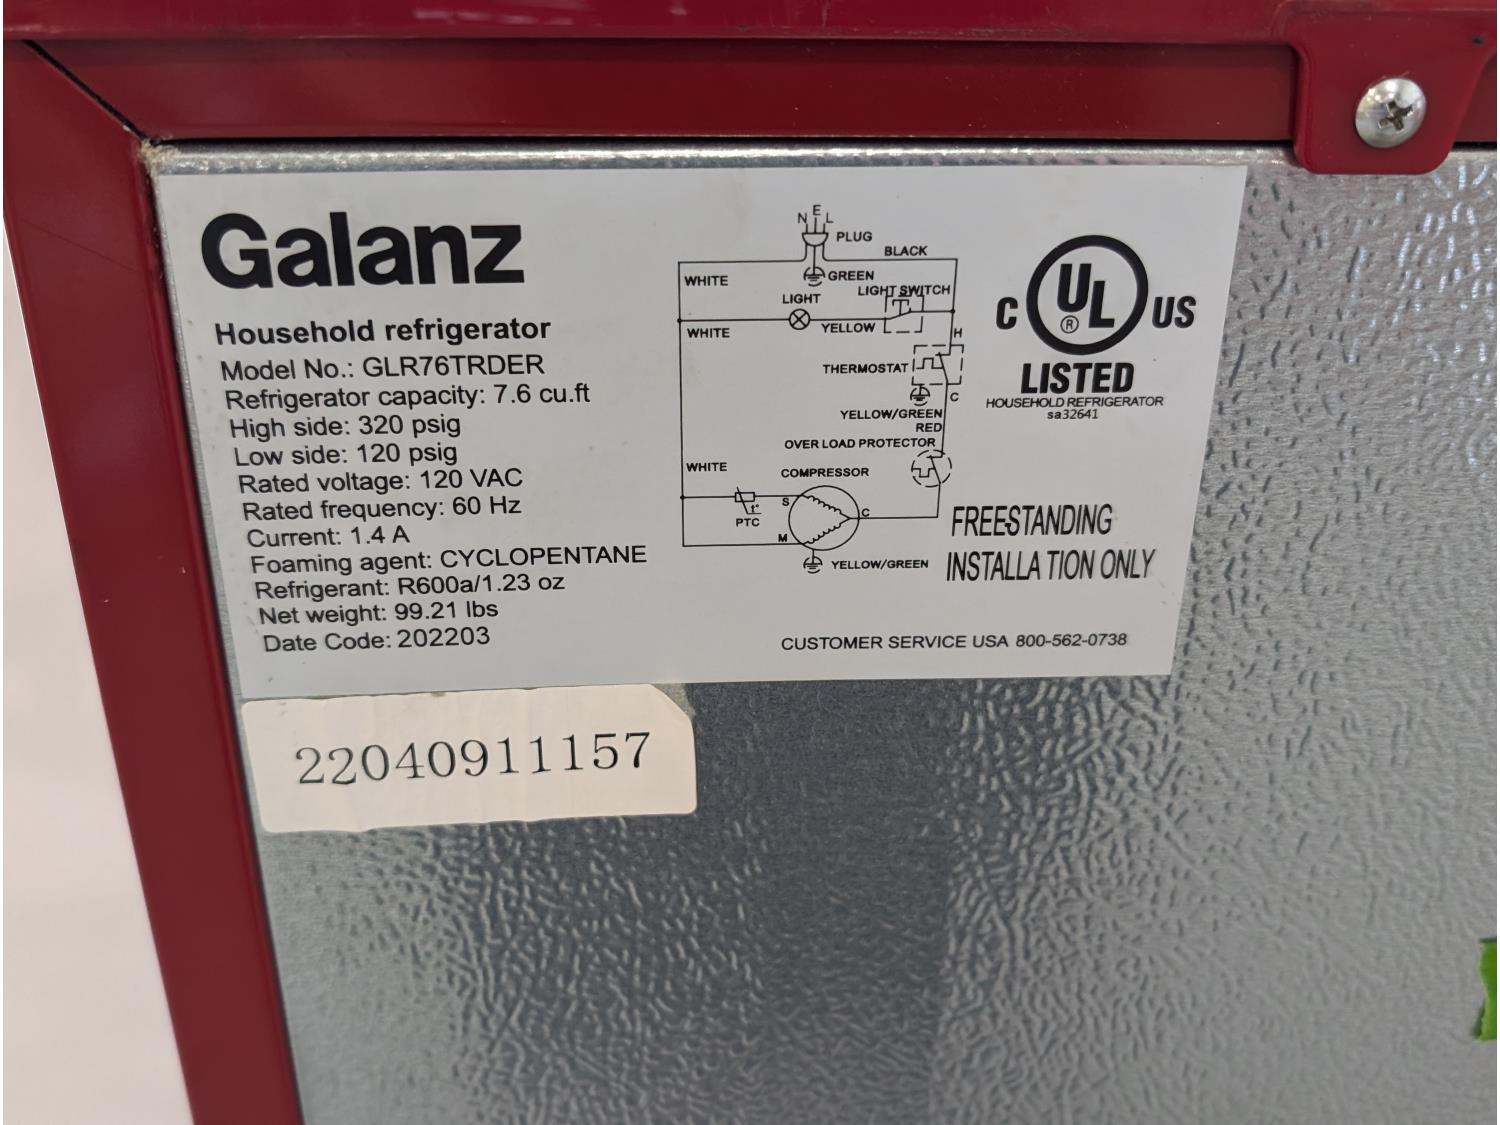 Galanz
Household refrigerator
Model No.: GLR76TRDER
Refrigerator capacity: 7.6 cu.ft
High side: 320 psig
Low side: 120 psig
Rated voltage: 120 VAC
Rated frequency: 60 Hz
Current: 1.4 A
Foaming agent: CYCLOPENTANE
Refrigerant: R600a/1.23 oz
Net weight: 99.21 lbs
Date Code: 202203
N E L
PLUG
BLACK
WHITE
GREEN
LIGHT
LIGHT SWITCH
WHITE
YELLOW
H
THERMOSTAT
C
YELLOW/GREEN
RED
OVER LOAD PROTECTOR
WHITE
COMPRESSOR
S
t°
PTC
C
M
YELLOW/GREEN
C UL US
®
LISTED
HOUSEHOLD REFRIGERATOR
sa32641
FREE-STANDING
INSTALLATION ONLY
CUSTOMER SERVICE USA 800-562-0738
22040911157